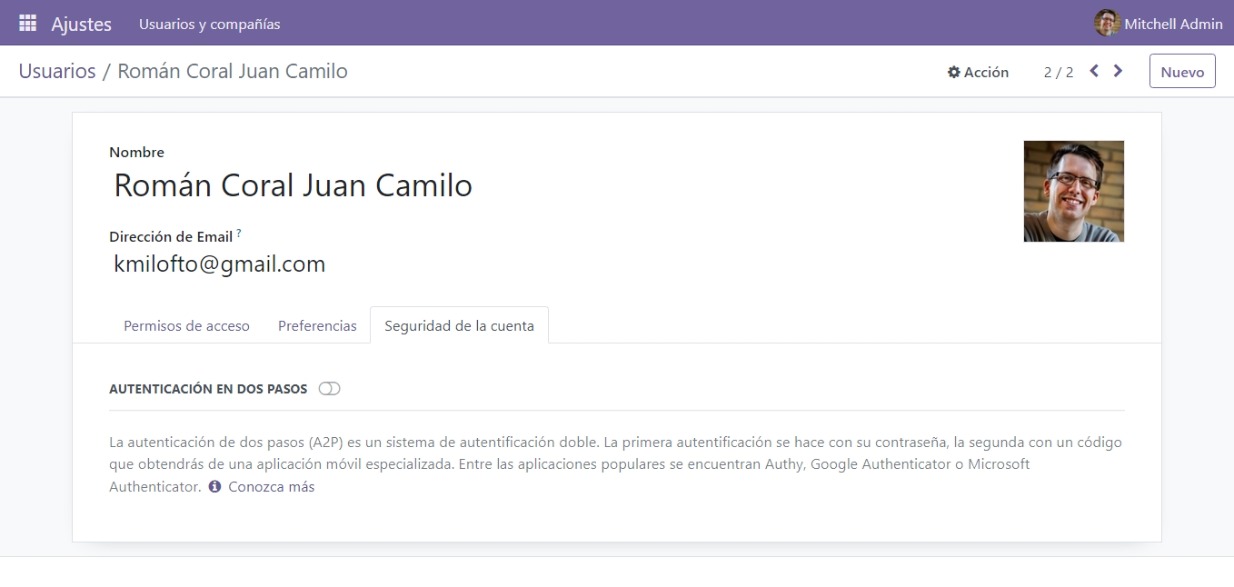 Ajustes Usuarios y compañías Mitchell Admin
Usuarios / Román Coral Juan Camilo Acción 2 / 2 Nuevo
Nombre
Román Coral Juan Camilo
Dirección de Email ?
kmilofto@gmail.com
Permisos de acceso Preferencias Seguridad de la cuenta
AUTENTICACIÓN EN DOS PASOS
La autenticación de dos pasos (A2P) es un sistema de autentificación doble. La primera autentificación se hace con su contraseña, la segunda con un código
que obtendrás de una aplicación móvil especializada. Entre las aplicaciones populares se encuentran Authy, Google Authenticator o Microsoft
Authenticator. Conozca más